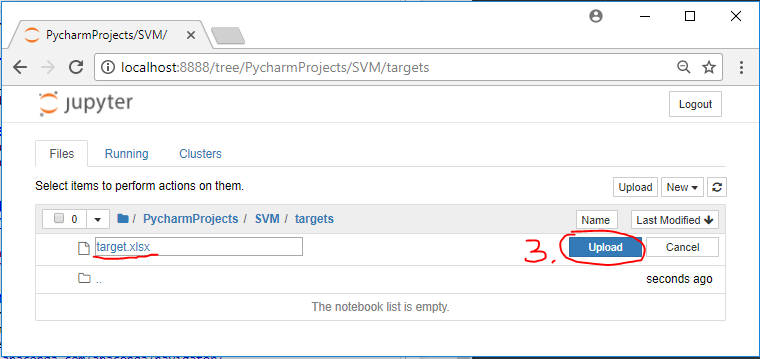 PycharmProjects/SVM/
localhost:8888/tree/PycharmProjects/SVM/targets
jupyter
Logout
Files Running Clusters
Select items to perform actions on them.
Upload New
0 / PycharmProjects / SVM / targets Name Last Modified
target.xlsx 3. Upload Cancel
.. seconds ago
The notebook list is empty.